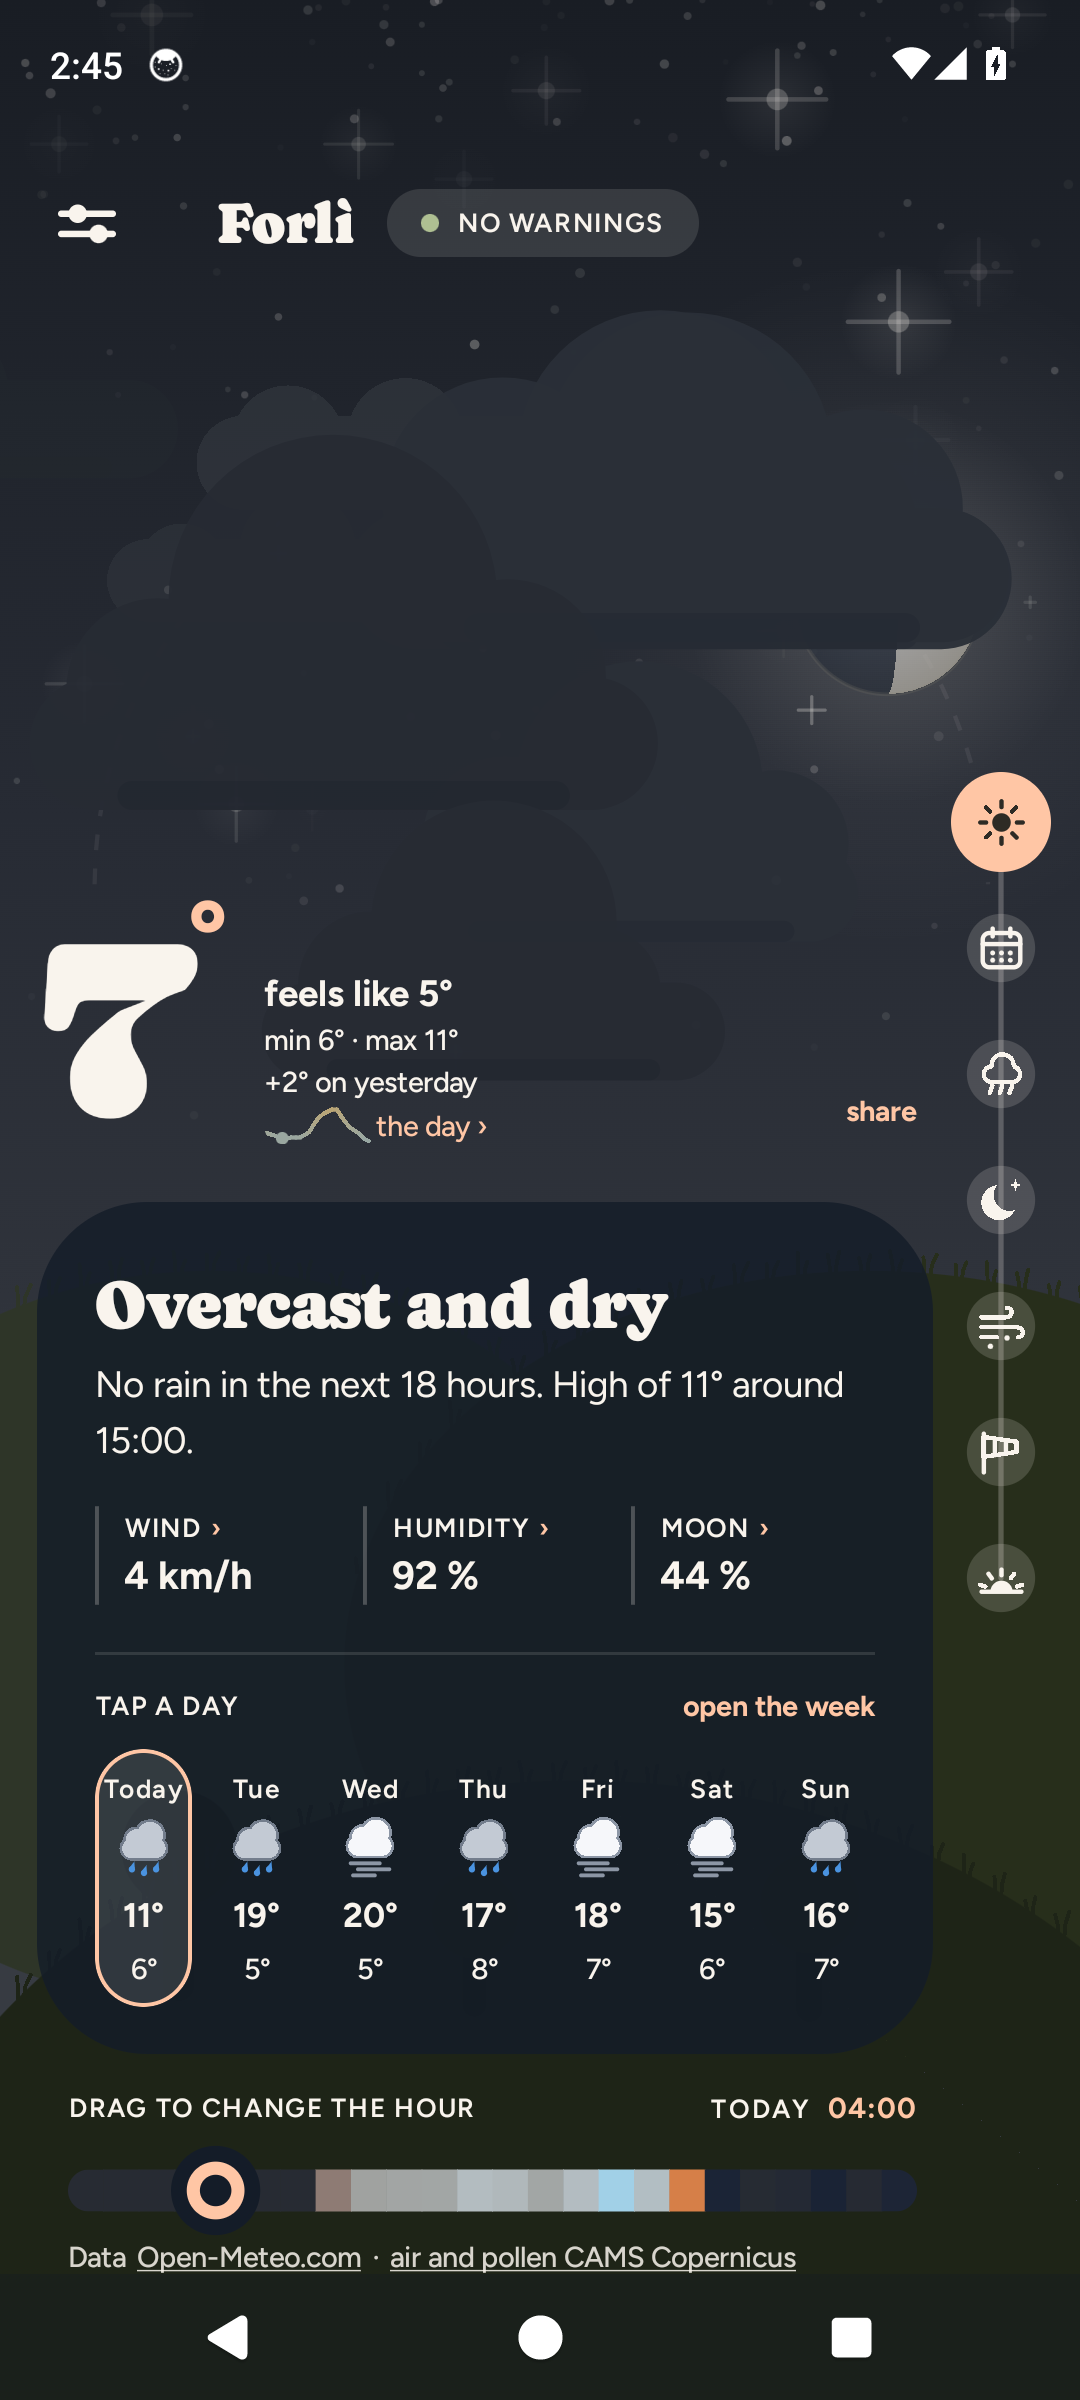 2:45
Forlì
NO WARNINGS
7°
feels like 5°
min 6° · max 11°
+2° on yesterday
the day ›
share
Overcast and dry
No rain in the next 18 hours. High of 11° around
15:00.
WIND › HUMIDITY › MOON ›
4 km/h 92 % 44 %
TAP A DAY open the week
Today Tue Wed Thu Fri Sat Sun
11° 19° 20° 17° 18° 15° 16°
6° 5° 5° 8° 7° 6° 7°
DRAG TO CHANGE THE HOUR TODAY 04:00
Data Open-Meteo.com · air and pollen CAMS Copernicus